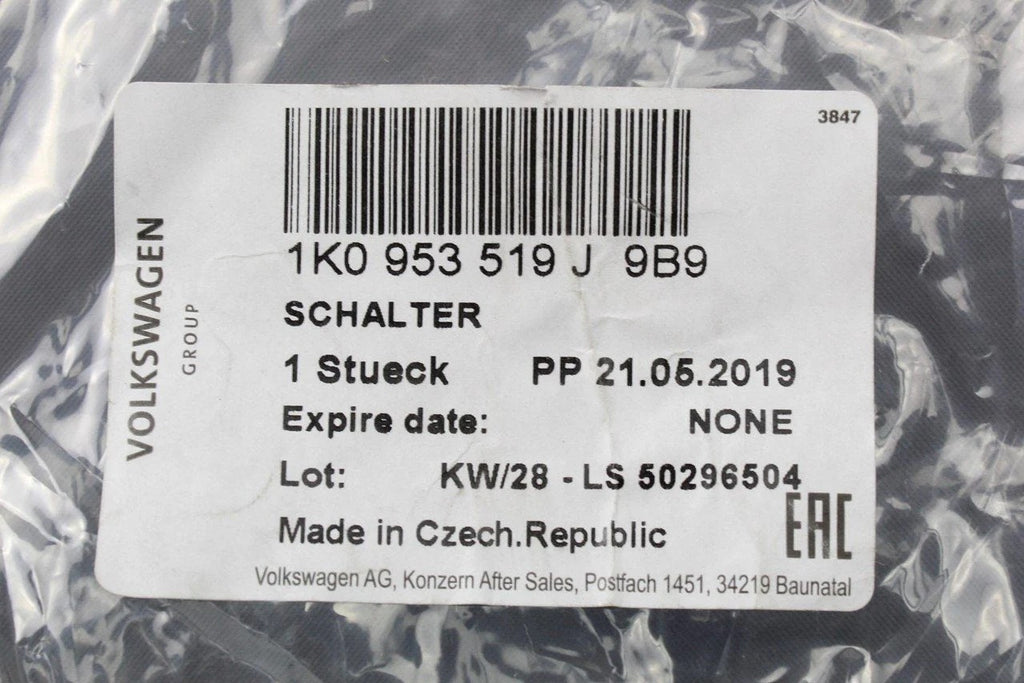 3847
VOLKSWAGEN
GROUP
1K0 953 519 J 9B9
SCHALTER
1 Stueck PP 21.05.2019
Expire date: NONE
Lot: KW/28 - LS 50296504
Made in Czech.Republic
EAC
Volkswagen AG, Konzern After Sales, Postfach 1451, 34219 Baunatal